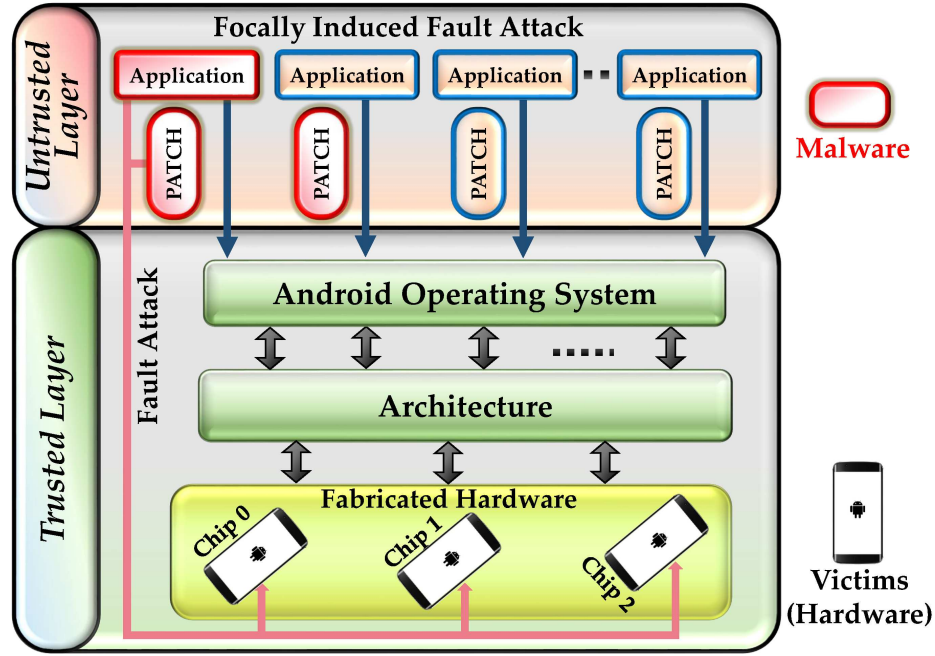 Focally Induced Fault Attack
Untrusted
Layer
Application
Application
Application
Application
PATCH
PATCH
PATCH
PATCH
Malware
Trusted Layer
Fault Attack
Android Operating System
Architecture
Fabricated Hardware
Chip 0
Chip 1
Chip 2
Victims
(Hardware)